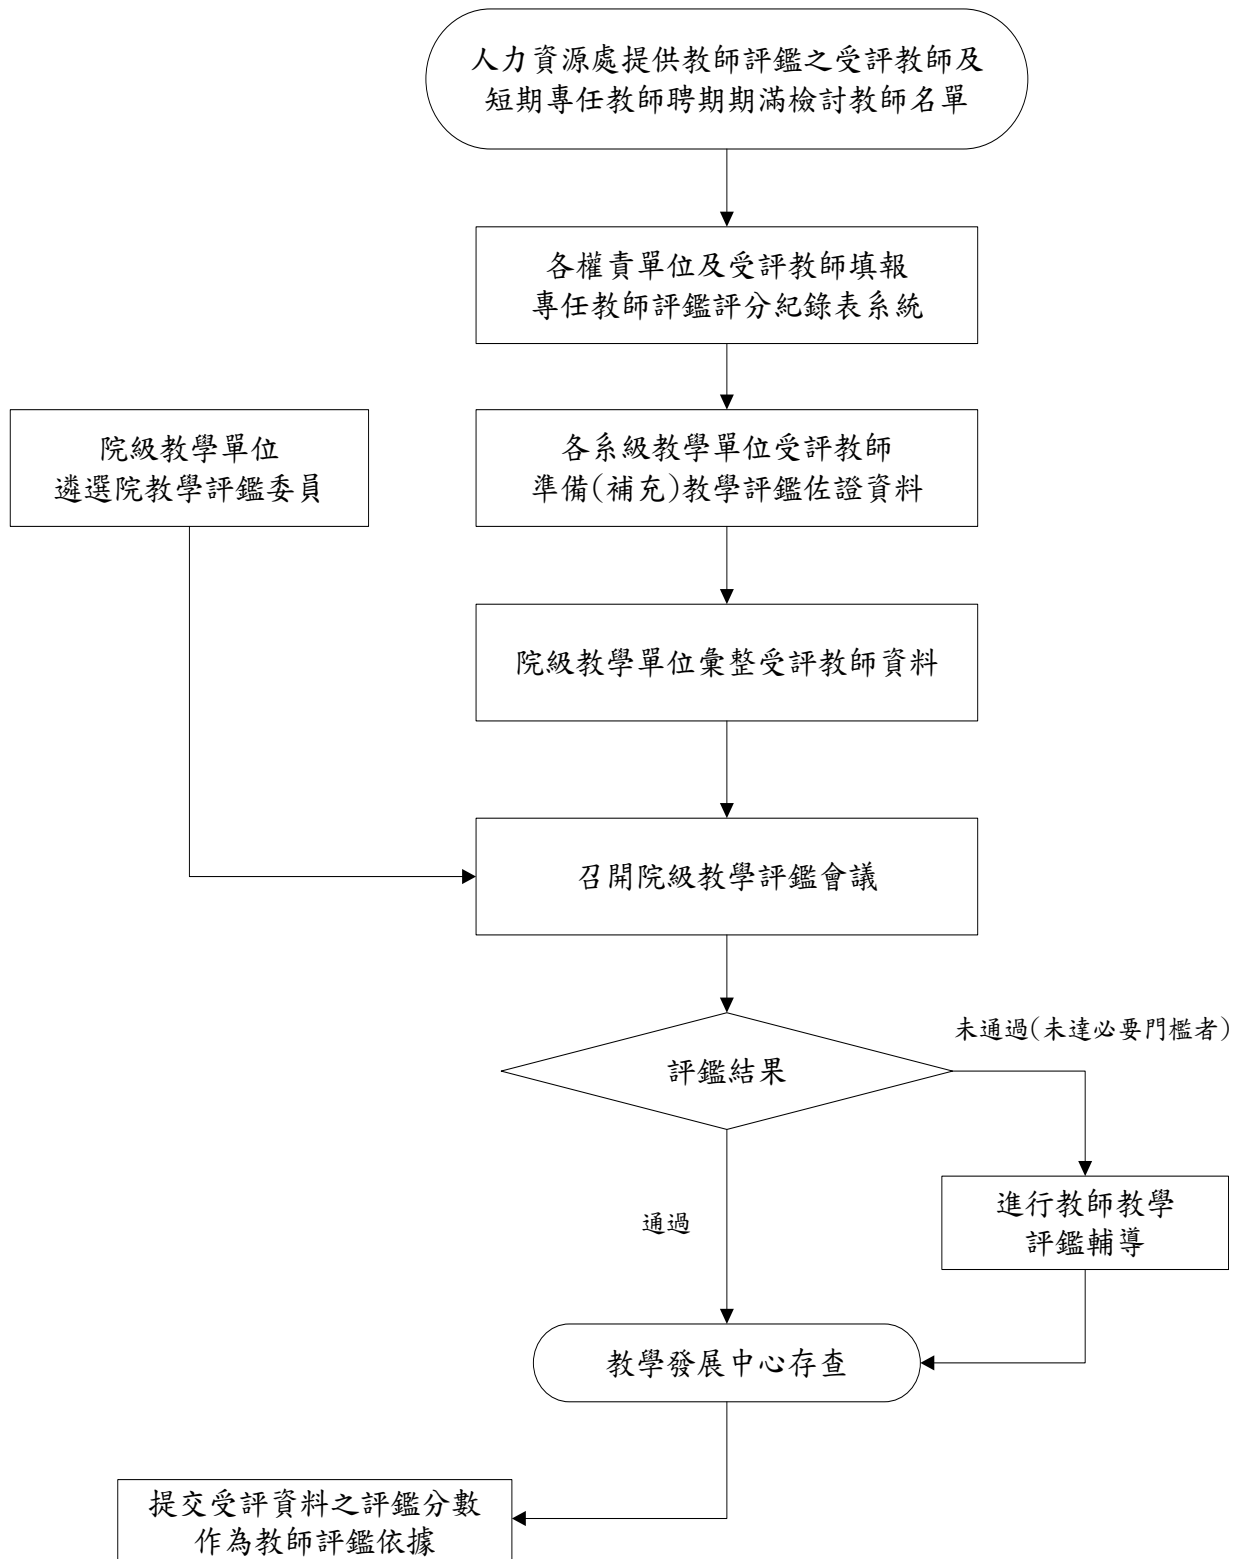 人力資源處提供教師評鑑之受評教師及
短期專任教師聘期期滿檢討教師名單
各權責單位及受評教師填報
專任教師評鑑評分紀錄表系統
院級教學單位
遴選院教學評鑑委員
各系級教學單位受評教師
準備(補充)教學評鑑佐證資料
院級教學單位彙整受評教師資料
召開院級教學評鑑會議
評鑑結果
未通過(未達必要門檻者)
通過
進行教師教學
評鑑輔導
教學發展中心存查
提交受評資料之評鑑分數
作為教師評鑑依據